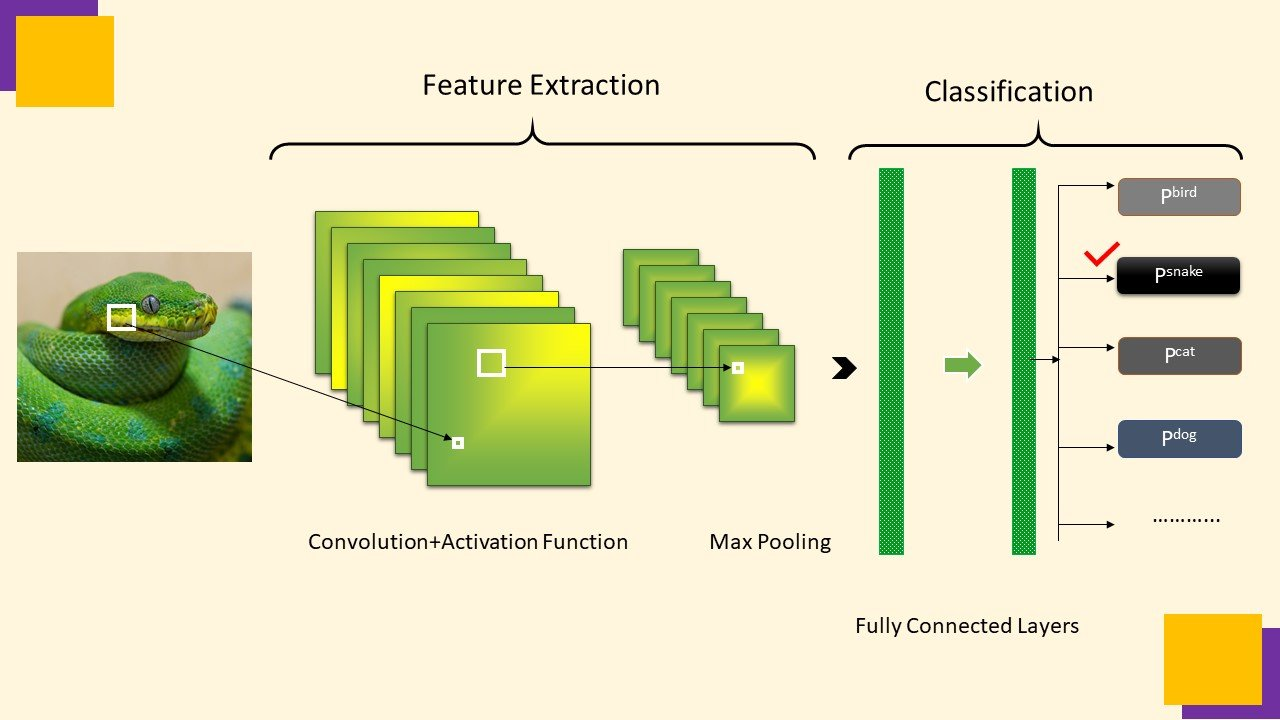 Feature Extraction
Classification
Pbird
Psnake
Pcat
Pdog
…………
Convolution+Activation Function
Max Pooling
Fully Connected Layers